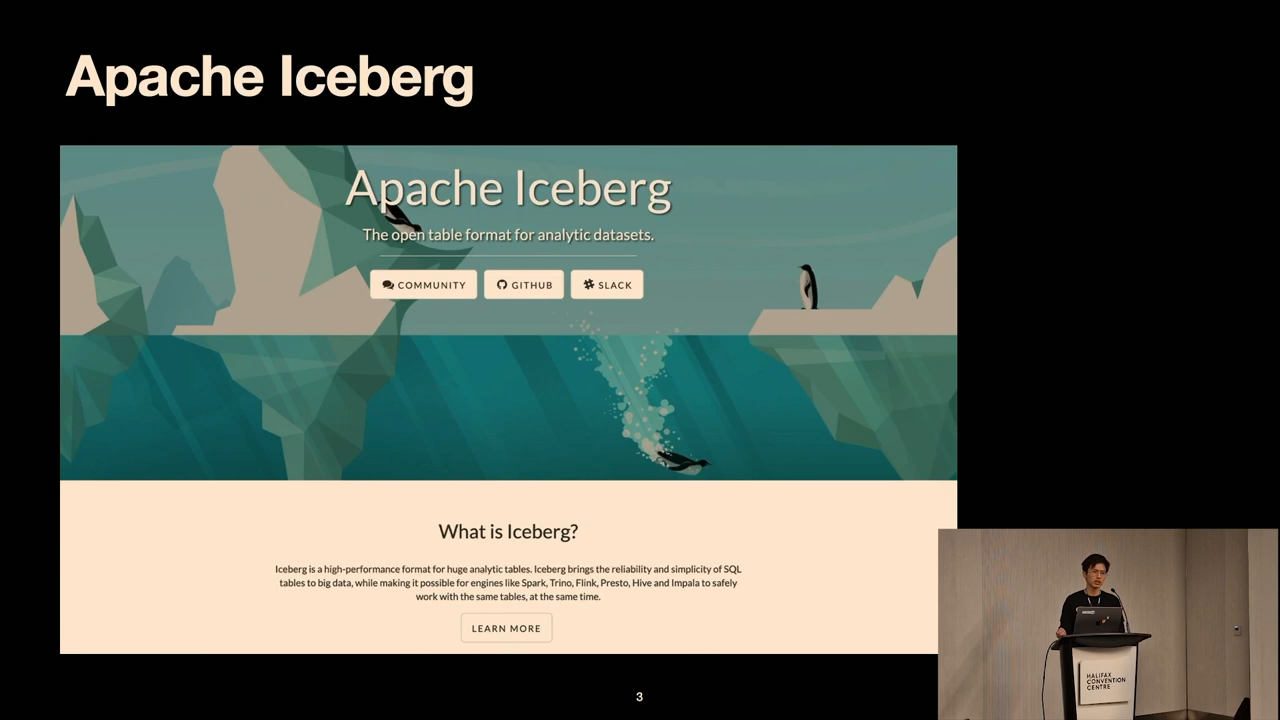 Apache Iceberg
Apache Iceberg
The open table format for analytic datasets.
COMMUNITY
GITHUB
SLACK
What is Iceberg?
Iceberg is a high-performance format for huge analytic tables. Iceberg brings the reliability and simplicity of SQL
tables to big data, while making it possible for engines like Spark, Trino, Flink, Presto, Hive and Impala to safely
work with the same tables, at the same time.
LEARN MORE
HALIFAX
CONVENTION
CENTRE
3